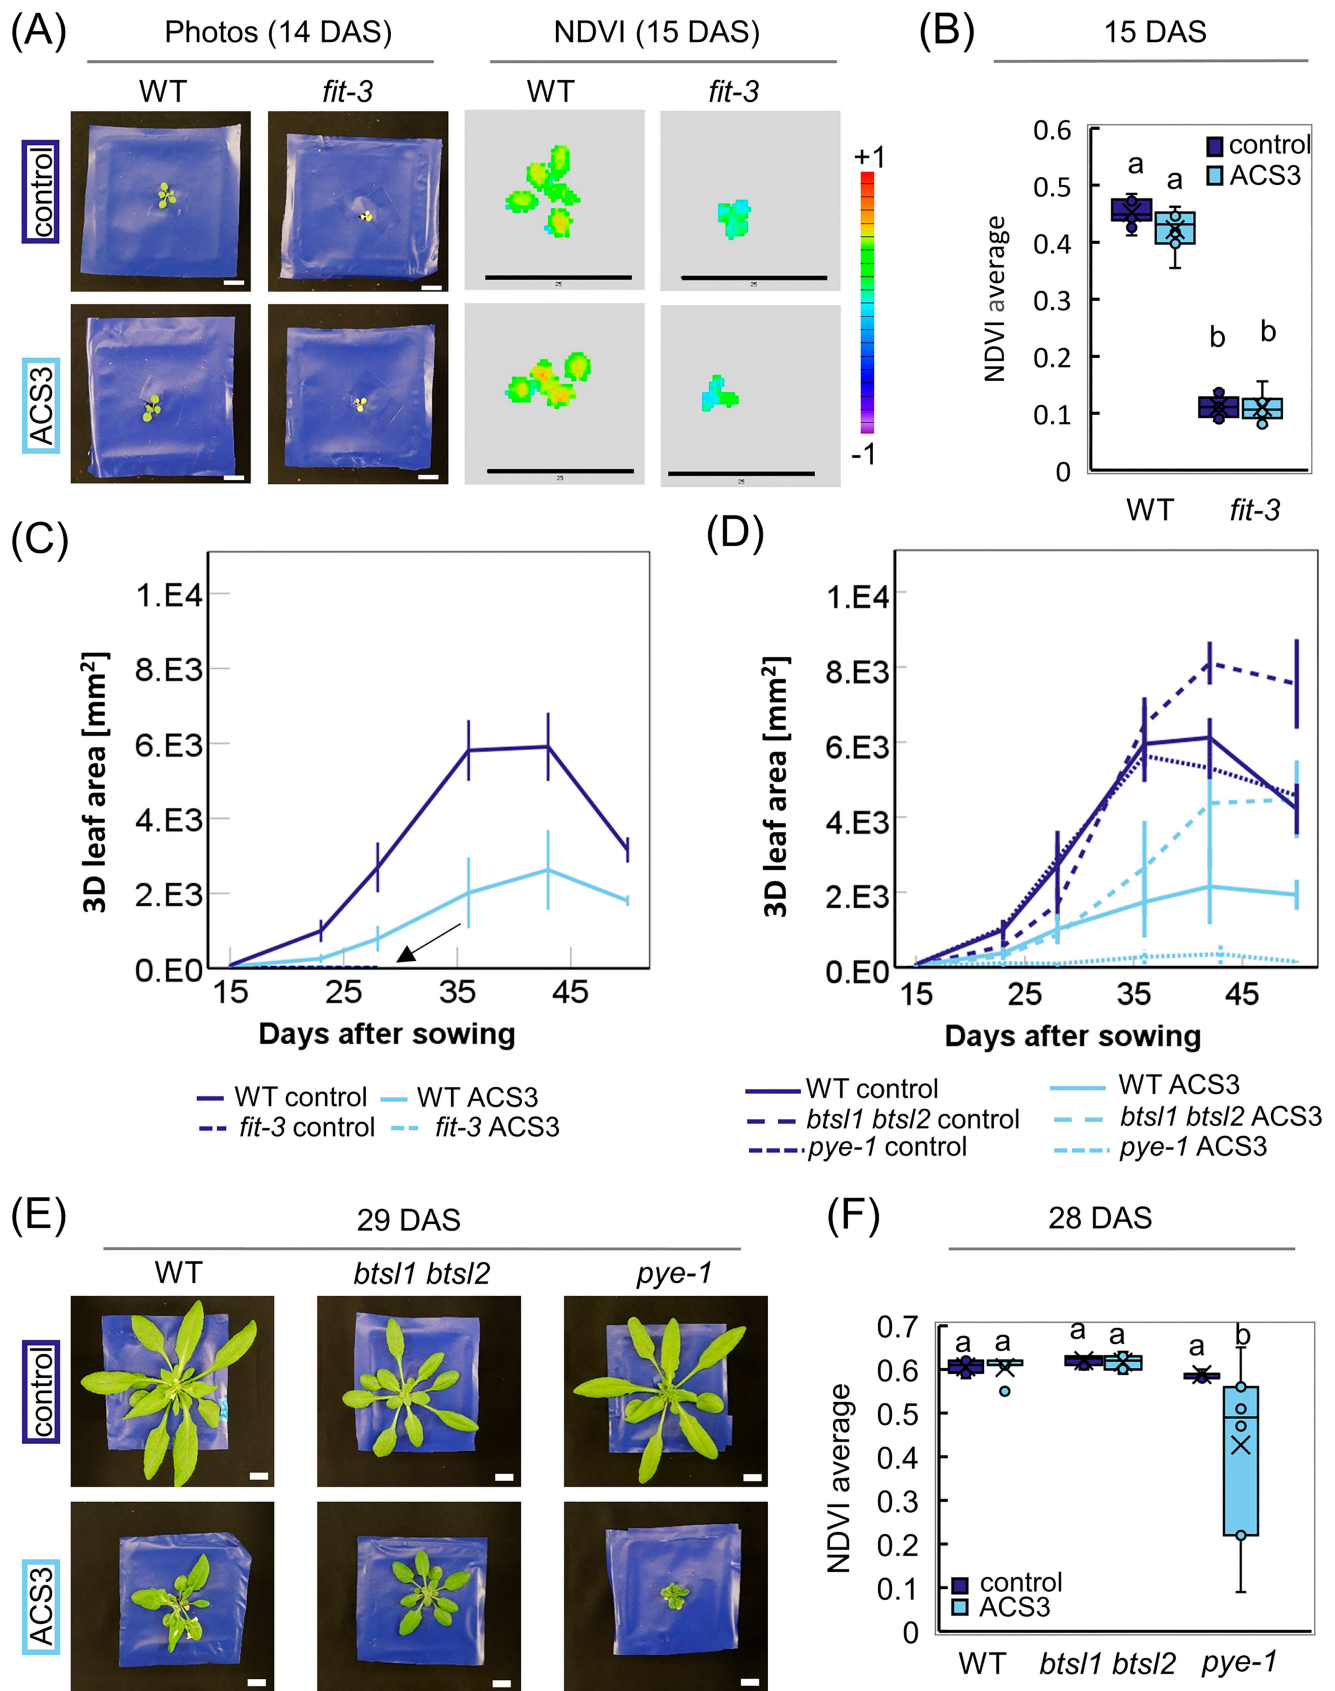 (A)
Photos (14 DAS)
NDVI (15 DAS)
WT
fit-3
WT
fit-3
control
ACS3
25
25
25
25
+1
-1
(B)
15 DAS
0.6
0.5
0.4
0.3
0.2
0.1
0
NDVI average
control
ACS3
a
a
b
b
WT
fit-3
(C)
1.E4
8.E3
6.E3
4.E3
2.E3
0.E0
3D leaf area [mm²]
15
25
35
45
Days after sowing
WT control
WT ACS3
fit-3 control
fit-3 ACS3
(D)
1.E4
8.E3
6.E3
4.E3
2.E3
0.E0
3D leaf area [mm²]
15
25
35
45
Days after sowing
WT control
WT ACS3
btsl1 btsl2 control
btsl1 btsl2 ACS3
pye-1 control
pye-1 ACS3
(E)
29 DAS
WT
btsl1 btsl2
pye-1
control
ACS3
(F)
28 DAS
0.7
0.6
0.5
0.4
0.3
0.2
0.1
0
NDVI average
a
a
a
a
a
b
control
ACS3
WT
btsl1 btsl2
pye-1